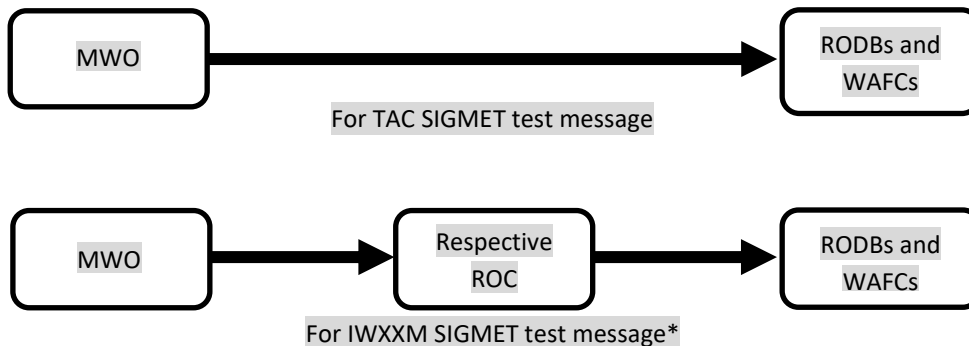 MWO
RODBs and
WAFCs
For TAC SIGMET test message
MWO
Respective
ROC
RODBs and
WAFCs
For IWXXM SIGMET test message*